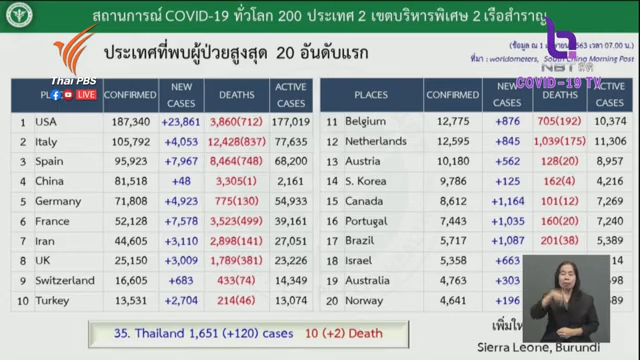 สถานการณ์ COVID-19 ทั่วโลก 200 ประเทศ 2 เขตบริหารพิเศษ 2 เรือสำราญ
ประเทศที่พบผู้ป่วยสูงสุด 20 อันดับแรก
ที่มา : worldometers, South China Morning Post
Thai PBS
LIVE
NBT
COVID-19 TV
CONFIRMED NEW CASES DEATHS ACTIVE CASES
1 USA 187,340 +23,861 3,860(712) 177,019
2 Italy 105,792 +4,053 12,428(837) 77,635
3 Spain 95,923 +7,967 8,464(748) 68,200
4 China 81,518 +48 3,305(1) 2,161
5 Germany 71,808 +4,923 775(130) 54,933
6 France 52,128 +7,578 3,523(499) 39,161
7 Iran 44,605 +3,110 2,898(141) 27,051
8 UK 25,150 +3,009 1,789(381) 23,226
9 Switzerland 16,605 +683 433(74) 14,349
10 Turkey 13,531 +2,704 214(46) 13,074
PLACES CONFIRMED NEW CASES DEATHS ACTIVE CASES
11 Belgium 12,775 +876 705(192) 10,374
12 Netherlands 12,595 +845 1,039(175) 11,306
13 Austria 10,180 +562 128(20) 8,957
14 S. Korea 9,786 +125 162(4) 4,216
15 Canada 8,612 +1,164 101(12) 7,269
16 Portugal 7,443 +1,035 160(20) 7,240
17 Brazil 5,717 +1,087 201(38) 5,389
18 Israel 5,358 +663
19 Australia 4,763 +303
20 Norway 4,641 +196
35. Thailand 1,651 (+120) cases 10 (+2) Death
Sierra Leone, Burundi